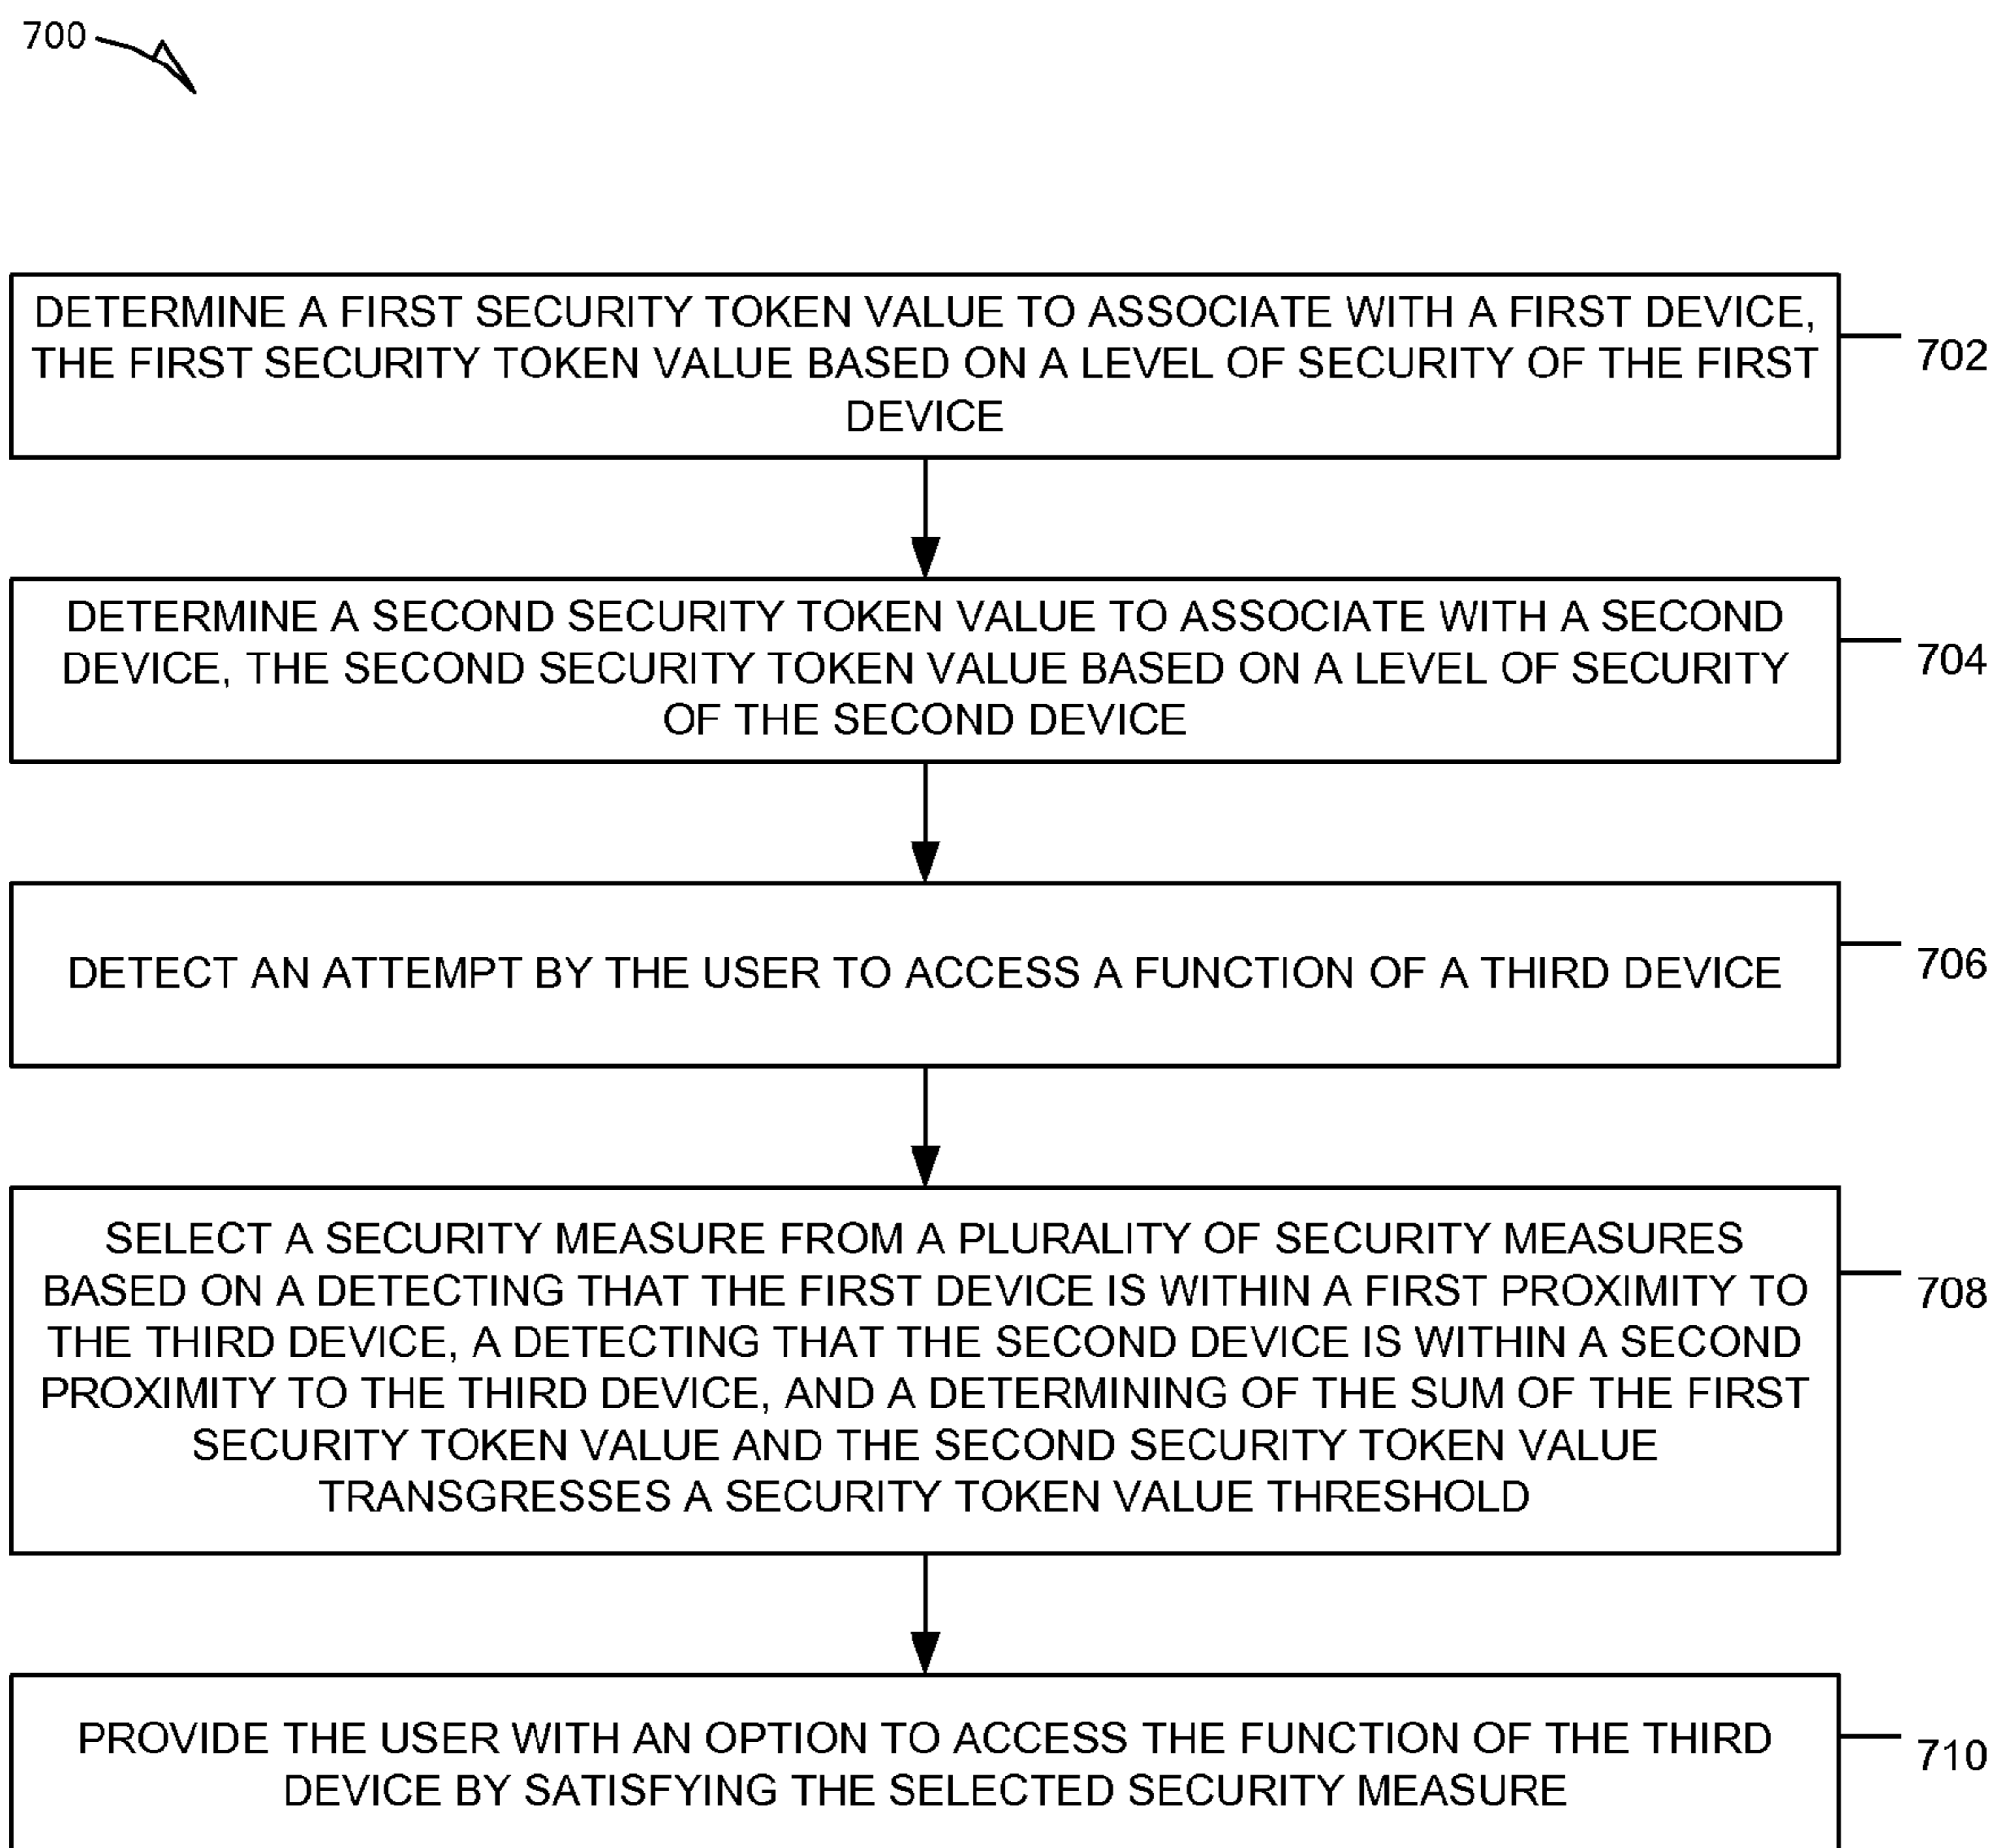 700
DETERMINE A FIRST SECURITY TOKEN VALUE TO ASSOCIATE WITH A FIRST DEVICE,
THE FIRST SECURITY TOKEN VALUE BASED ON A LEVEL OF SECURITY OF THE FIRST
DEVICE
702
DETERMINE A SECOND SECURITY TOKEN VALUE TO ASSOCIATE WITH A SECOND
DEVICE, THE SECOND SECURITY TOKEN VALUE BASED ON A LEVEL OF SECURITY
OF THE SECOND DEVICE
704
DETECT AN ATTEMPT BY THE USER TO ACCESS A FUNCTION OF A THIRD DEVICE
706
SELECT A SECURITY MEASURE FROM A PLURALITY OF SECURITY MEASURES
BASED ON A DETECTING THAT THE FIRST DEVICE IS WITHIN A FIRST PROXIMITY TO
THE THIRD DEVICE, A DETECTING THAT THE SECOND DEVICE IS WITHIN A SECOND
PROXIMITY TO THE THIRD DEVICE, AND A DETERMINING OF THE SUM OF THE FIRST
SECURITY TOKEN VALUE AND THE SECOND SECURITY TOKEN VALUE
TRANSGRESSES A SECURITY TOKEN VALUE THRESHOLD
708
PROVIDE THE USER WITH AN OPTION TO ACCESS THE FUNCTION OF THE THIRD
DEVICE BY SATISFYING THE SELECTED SECURITY MEASURE
710